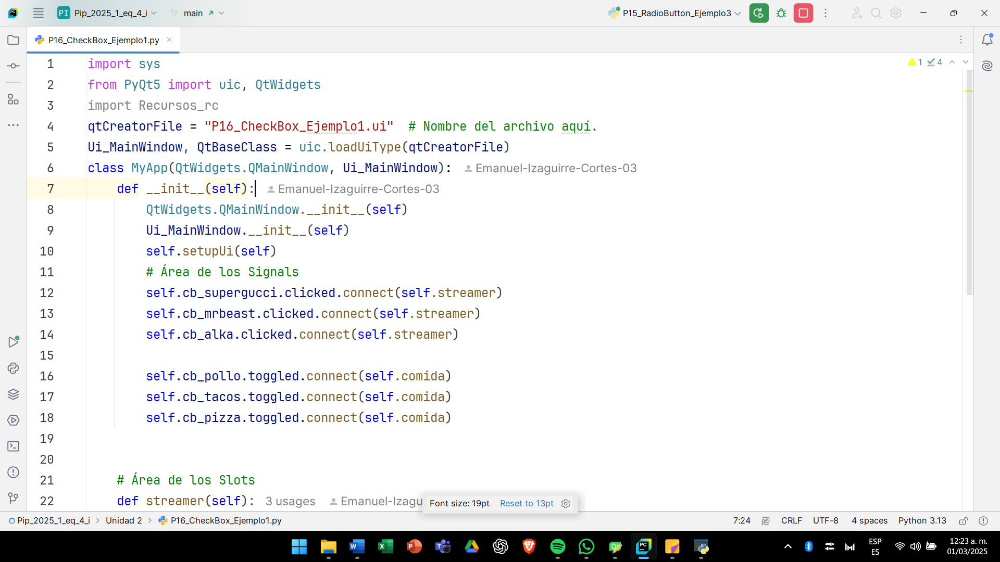 PI Pip_2025_1_eq_4_i main P15_RadioButton_Ejemplo3
P16_CheckBox_Ejemplo1.py
1 import sys
2 from PyQt5 import uic, QtWidgets
3 import Recursos_rc
4 qtCreatorFile = "P16_CheckBox_Ejemplo1.ui" # Nombre del archivo aquí.
5 Ui_MainWindow, QtBaseClass = uic.loadUiType(qtCreatorFile)
6 class MyApp(QtWidgets.QMainWindow, Ui_MainWindow): Emanuel-Izaguirre-Cortes-03
7 def __init__(self): Emanuel-Izaguirre-Cortes-03
8 QtWidgets.QMainWindow.__init__(self)
9 Ui_MainWindow.__init__(self)
10 self.setupUi(self)
11 # Área de los Signals
12 self.cb_supergucci.clicked.connect(self.streamer)
13 self.cb_mrbeast.clicked.connect(self.streamer)
14 self.cb_alka.clicked.connect(self.streamer)
15
16 self.cb_pollo.toggled.connect(self.comida)
17 self.cb_tacos.toggled.connect(self.comida)
18 self.cb_pizza.toggled.connect(self.comida)
19
20
21 # Área de los Slots
22 def streamer(self): 3 usages Emanuel-Izagu
1 4
Font size: 19pt Reset to 13pt
Pip_2025_1_eq_4_i > Unidad 2 > P16_CheckBox_Ejemplo1.py 7:24 CRLF UTF-8 4 spaces Python 3.13
ESP
ES
12:23 a. m.
01/03/2025